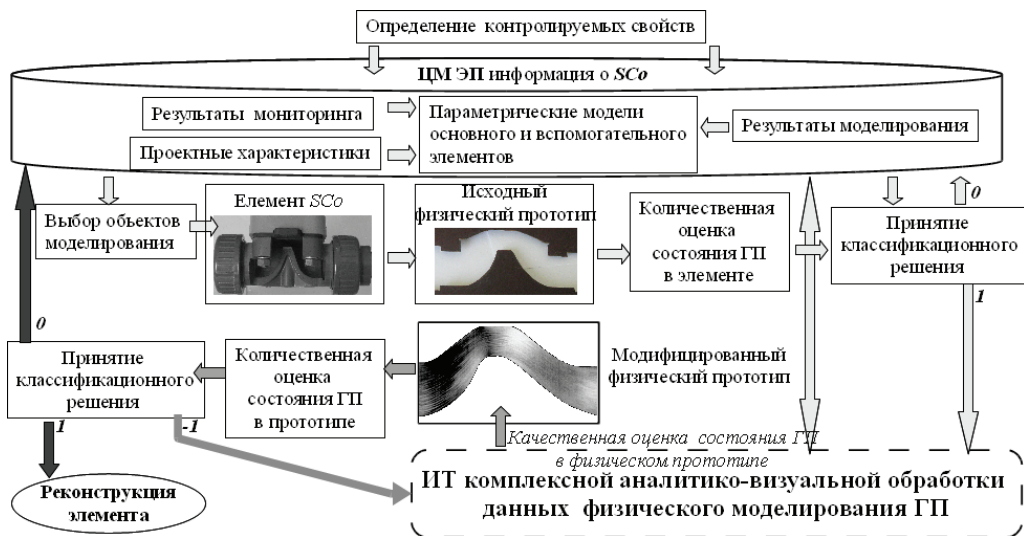 Определение контролируемых свойств
ЦМ ЭП информация о SCo
Результаты мониторинга
Проектные характеристики
Параметрические модели
основного и вспомогательного
элементов
Результаты моделирования
0
Выбор объектов
моделирования
Элемент SCo
Исходный
физический прототип
Количественная
оценка
состояния ГП
в элементе
Принятие
классификационного
решения
1
0
Принятие
классификационного
решения
1
-1
Количественная
оценка
состояния ГП
в прототипе
Модифицированный
физический прототип
Качественная оценка состояния ГП
в физическом прототипе
Реконструкция
элемента
ИТ комплексной аналитико-визуальной обработки
данных физического моделирования ГП